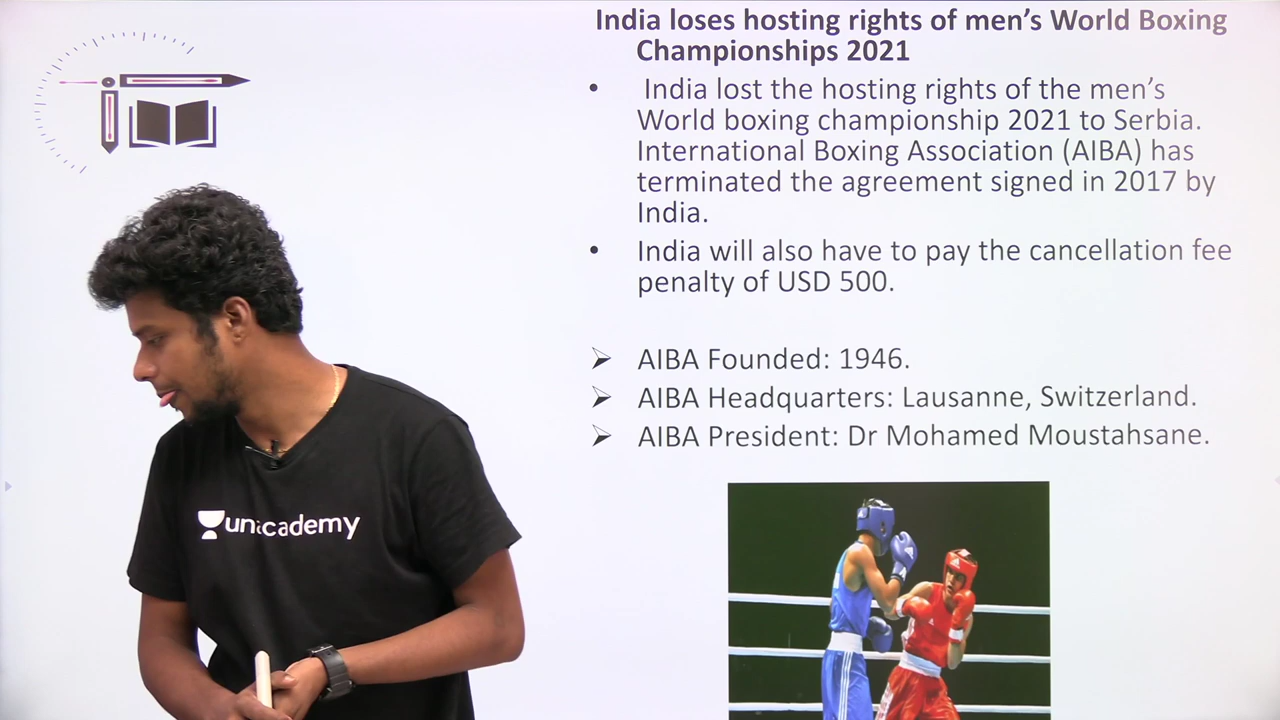 India loses hosting rights of men's World Boxing
Championships 2021
• India lost the hosting rights of the men's
World boxing championship 2021 to Serbia.
International Boxing Association (AIBA) has
terminated the agreement signed in 2017 by
India.
• India will also have to pay the cancellation fee
penalty of USD 500.
➢ AIBA Founded: 1946.
➢ AIBA Headquarters: Lausanne, Switzerland.
➢ AIBA President: Dr Mohamed Moustahsane.
unacademy